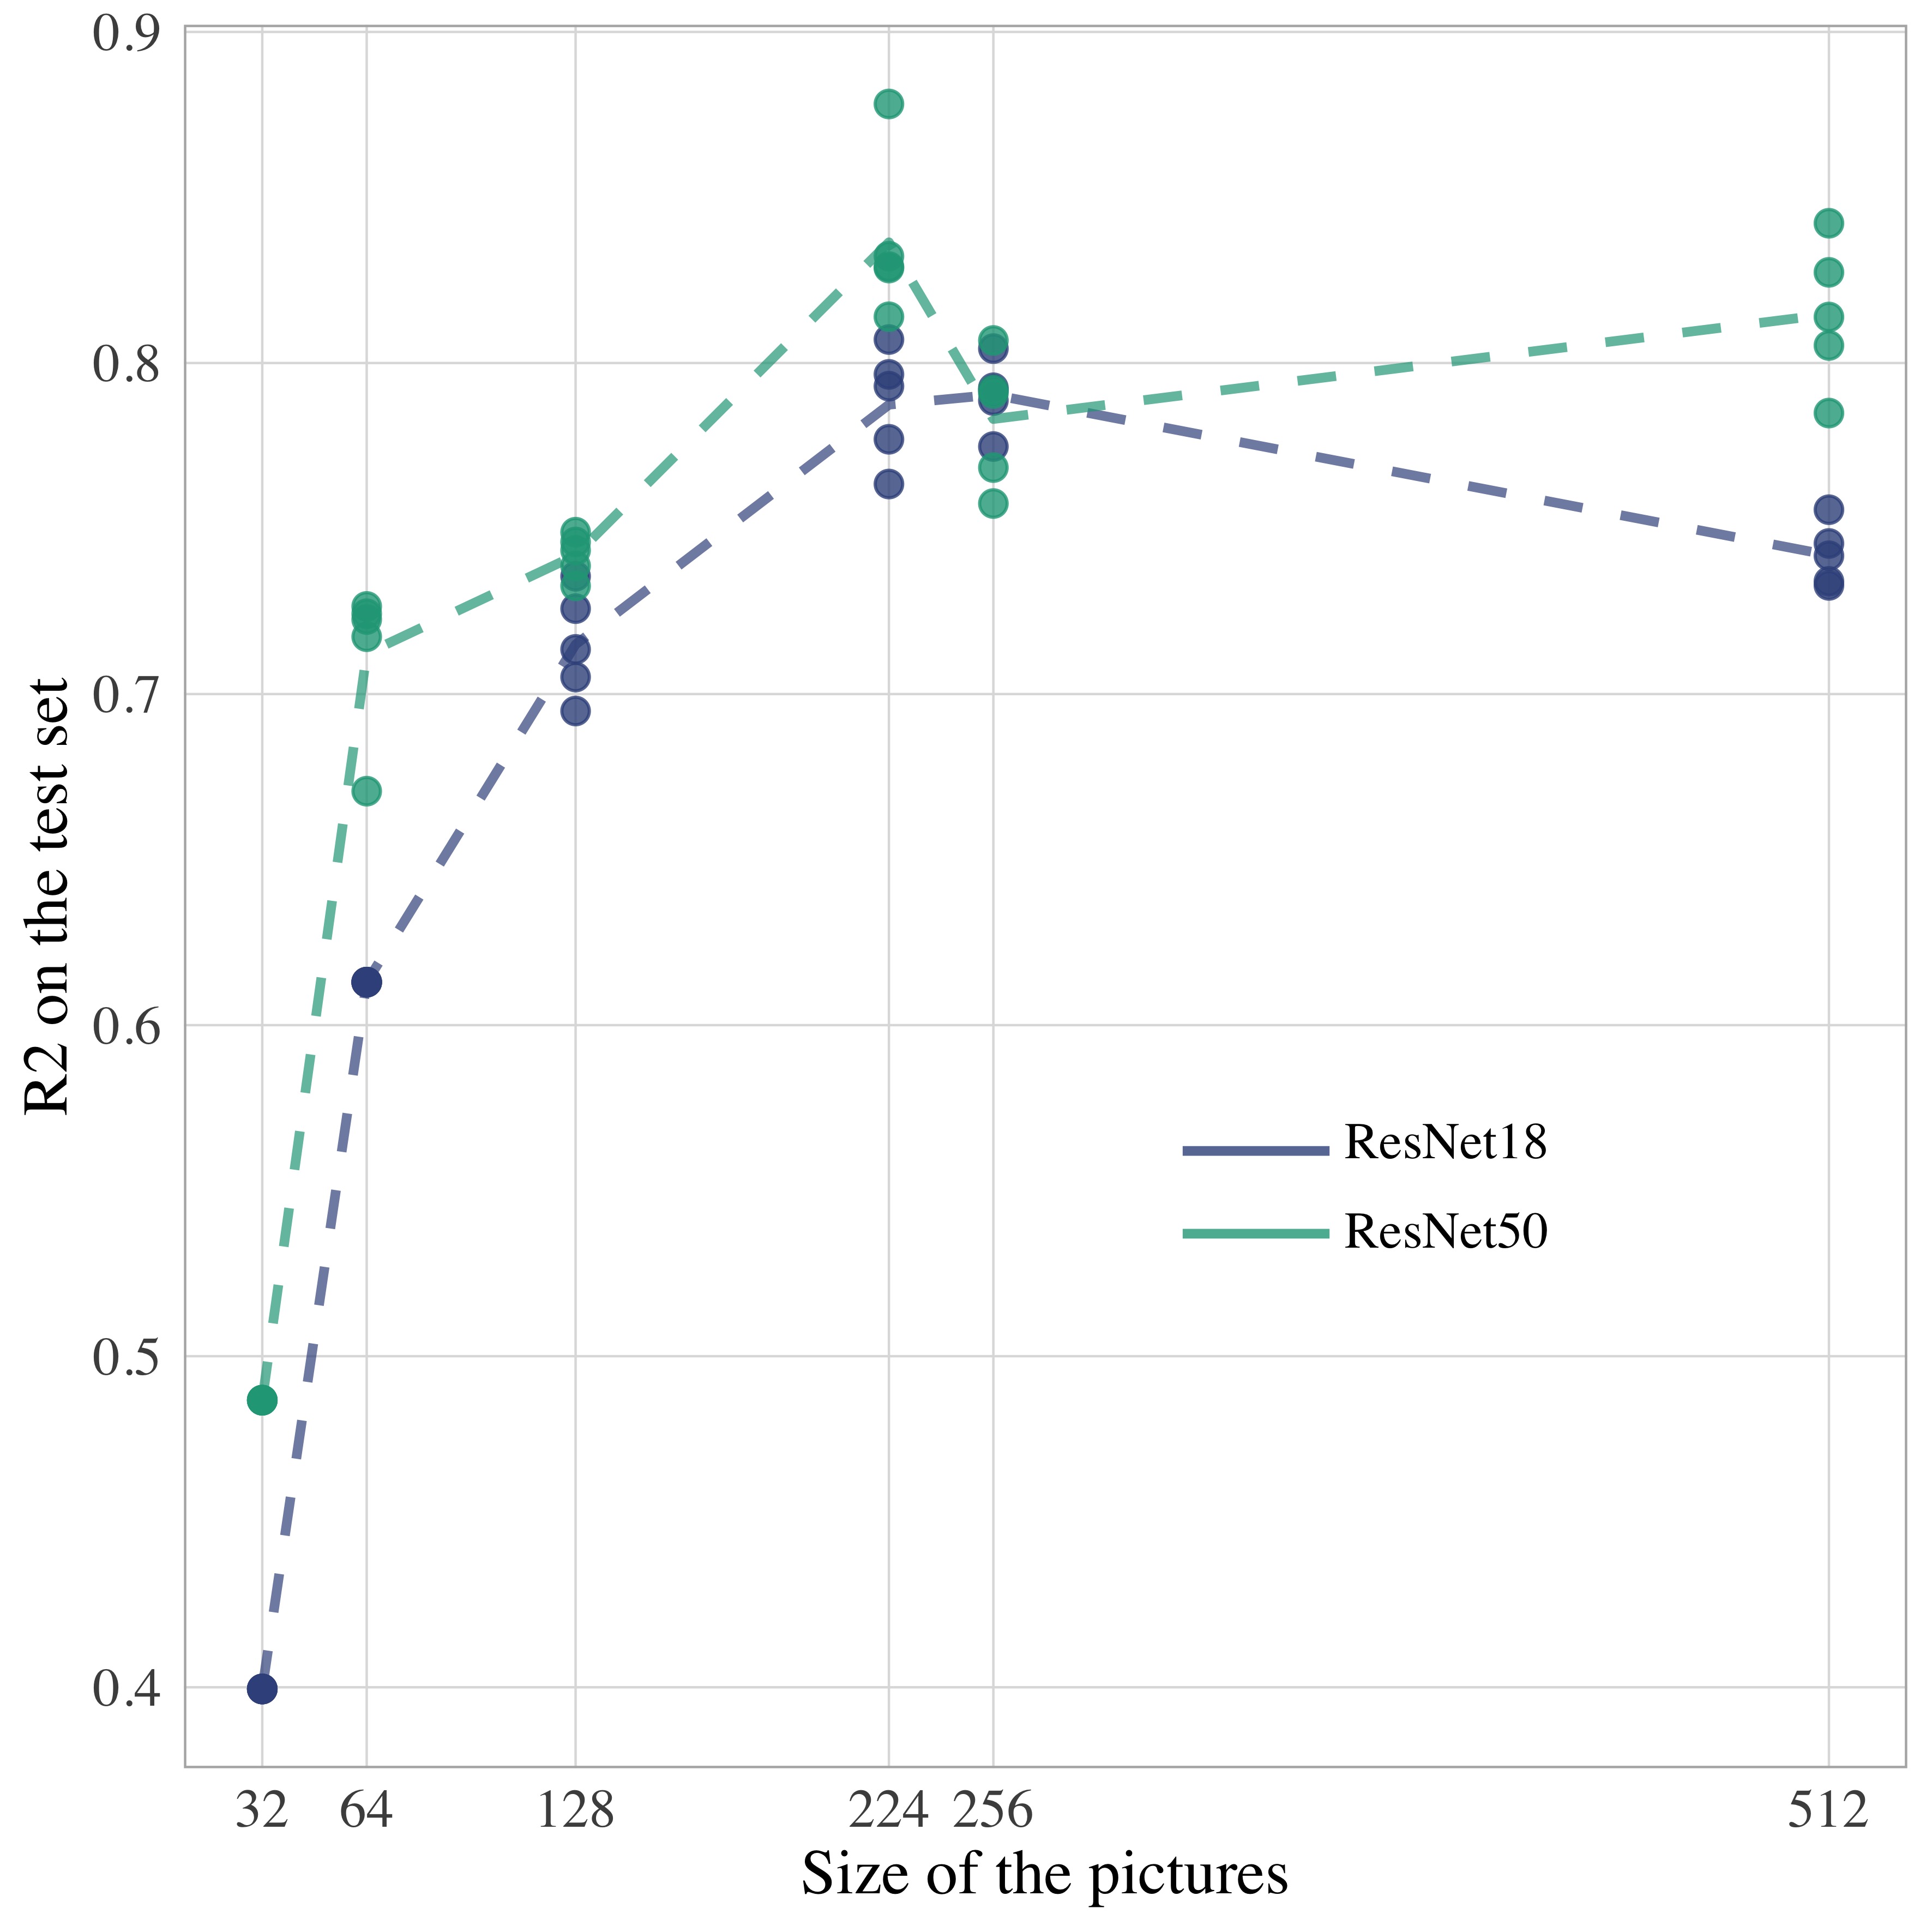 0.9
0.8
0.7
0.6
0.5
0.4
R2 on the test set
ResNet18
ResNet50
32 64 128 224 256 512
Size of the pictures